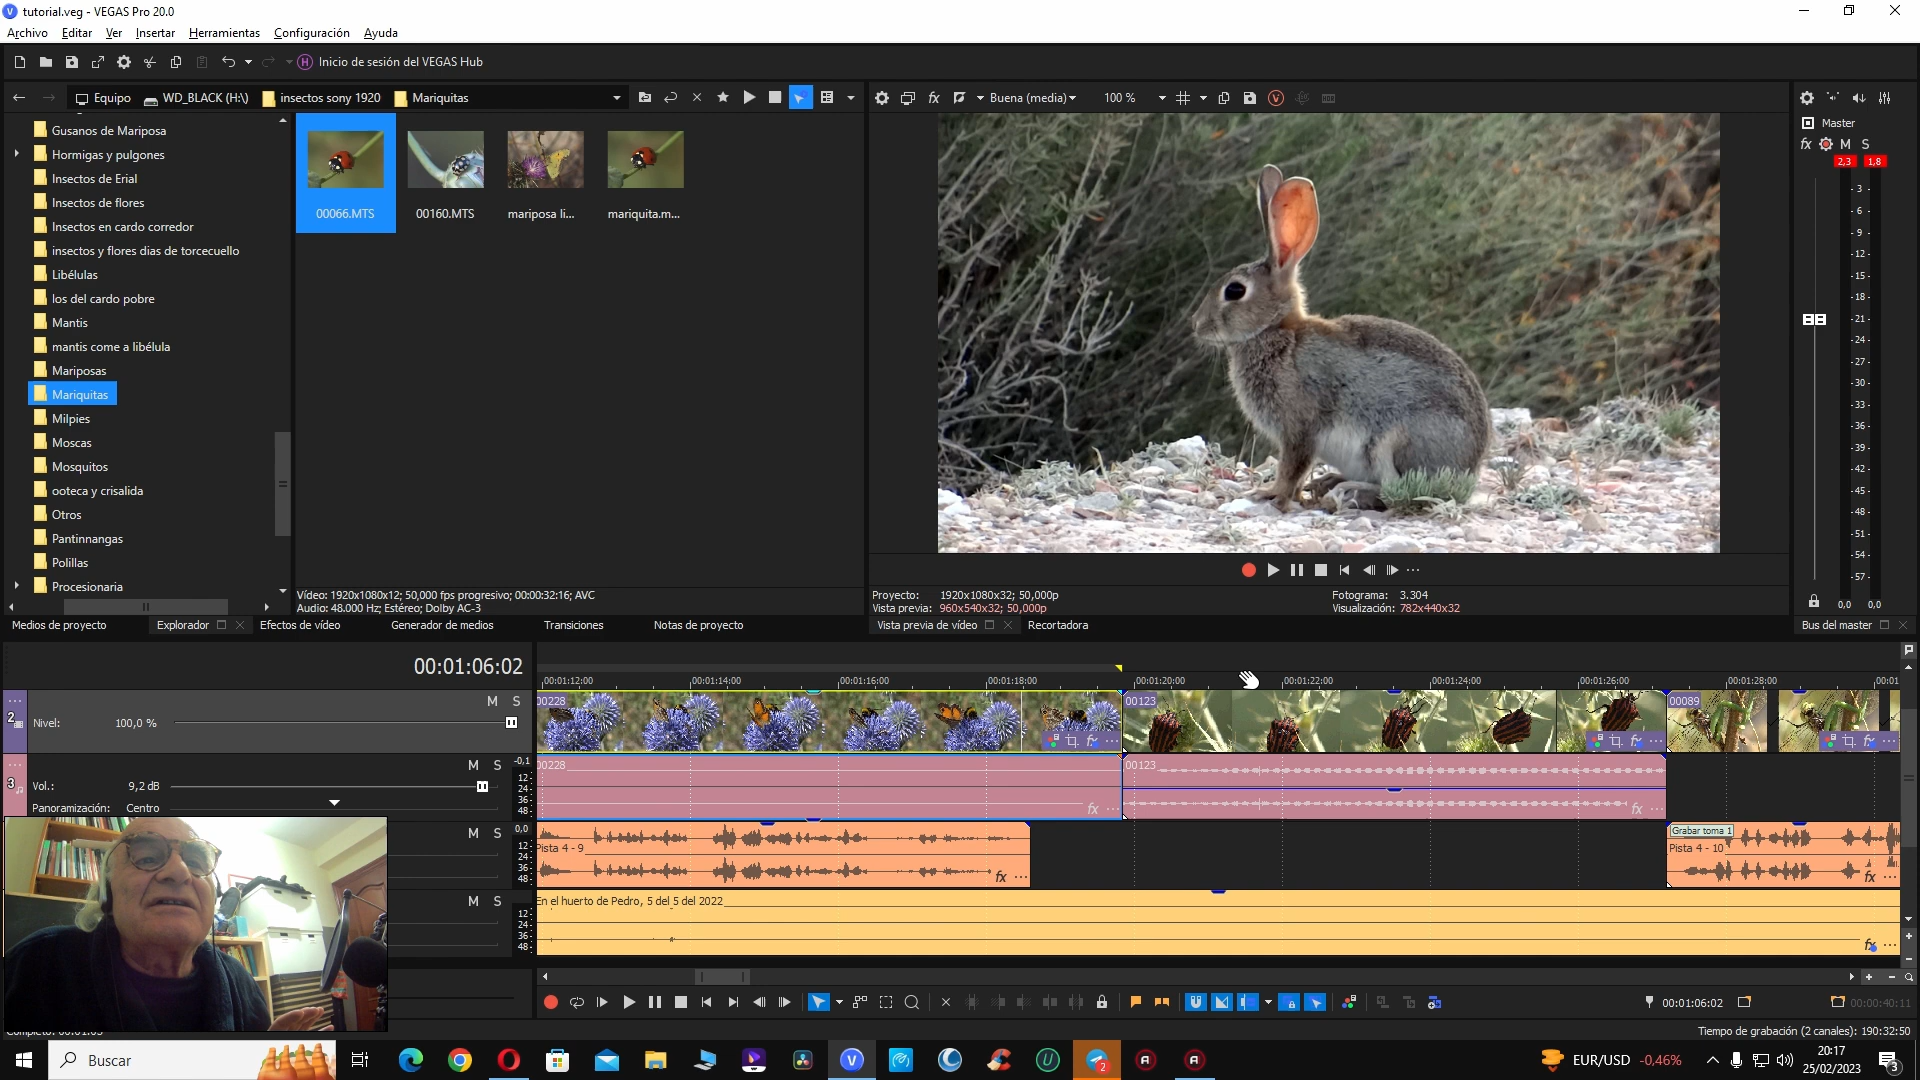 tutorial.veg - VEGAS Pro 20.0
Archivo Editar Ver Insertar Herramientas Configuración Ayuda
Inicio de sesión del VEGAS Hub
Equipo WD_BLACK (H:\) insectos sony 1920 Mariquitas
Buena (media) 100 %
Gusanos de Mariposa
Hormigas y pulgones
Insectos de Erial
Insectos de flores
Insectos en cardo corredor
insectos y flores dias de torcecuello
Libélulas
los del cardo pobre
Mantis
mantis come a libélula
Mariposas
Mariquitas
Milpies
Moscas
Mosquitos
ooteca y crisalida
Otros
Pantinnangas
Polillas
Procesionaria
00066.MTS 00160.MTS mariposa li... mariquita.m...
Vídeo: 1920x1080x12; 50,000 fps progresivo; 00:00:32:16; AVC
Audio: 48.000 Hz; Estéreo; Dolby AC-3
Proyecto: 1920x1080x32; 50,000p
Vista previa: 960x540x32; 50,000p
Fotograma: 3.304
Visualización: 782x440x32
Master
fx M S
2,3 1,8
- 3 -
- 6 -
- 9 -
-12-
-15-
-18-
-21-
-24-
-27-
-30-
-33-
-36-
-39-
-42-
-45-
-48-
-51-
-54-
-57-
0,0 0,0
Medios de proyecto Explorador Efectos de vídeo Generador de medios Transiciones Notas de proyecto
Vista previa de vídeo Recortadora
Bus del master
00:01:06:02
00:01:12:00 00:01:14:00 00:01:16:00 00:01:18:00 00:01:20:00 00:01:22:00 00:01:24:00 00:01:26:00 00:01:28:00 00:01
2 M S
Nivel: 100,0 %
00228 00123 00089
3 M S
Vol.: 9,2 dB
Panoramización: Centro
-0,1
12-
24-
36-
48-
00228 00123
fx fx
M S
0,0
12-
24-
36-
48-
Pista 4 - 9
Grabar toma 1
Pista 4 - 10
fx fx
M S
12-
24-
36-
48-
En el huerto de Pedro, 5 del 5 del 2022
fx
00:01:06:02 00:00:40:11
Tiempo de grabación (2 canales): 190:32:50
Buscar
2
EUR/USD -0,46%
20:17
25/02/2023
3